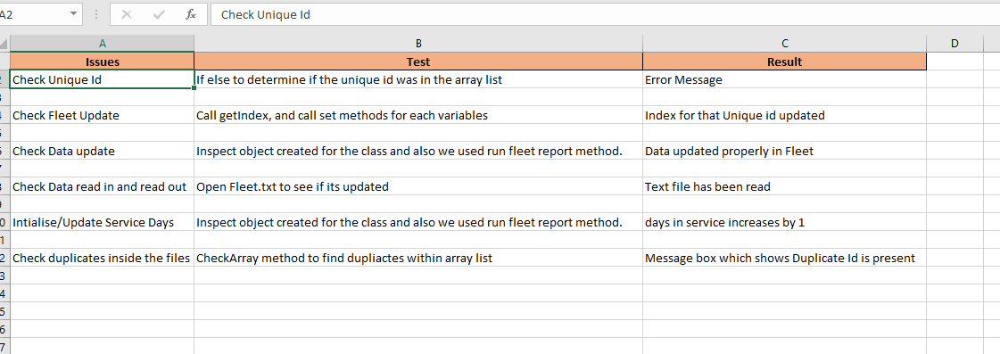 A2 fx Check Unique Id
A B C D
Issues Test Result
Check Unique Id If else to determine if the unique id was in the array list Error Message
Check Fleet Update Call getIndex, and call set methods for each variables Index for that Unique id updated
Check Data update Inspect object created for the class and also we used run fleet report method. Data updated properly in Fleet
Check Data read in and read out Open Fleet.txt to see if its updated Text file has been read
Intialise/Update Service Days Inspect object created for the class and also we used run fleet report method. days in service increases by 1
Check duplicates inside the files CheckArray method to find dupliactes within array list Message box which shows Duplicate Id is present